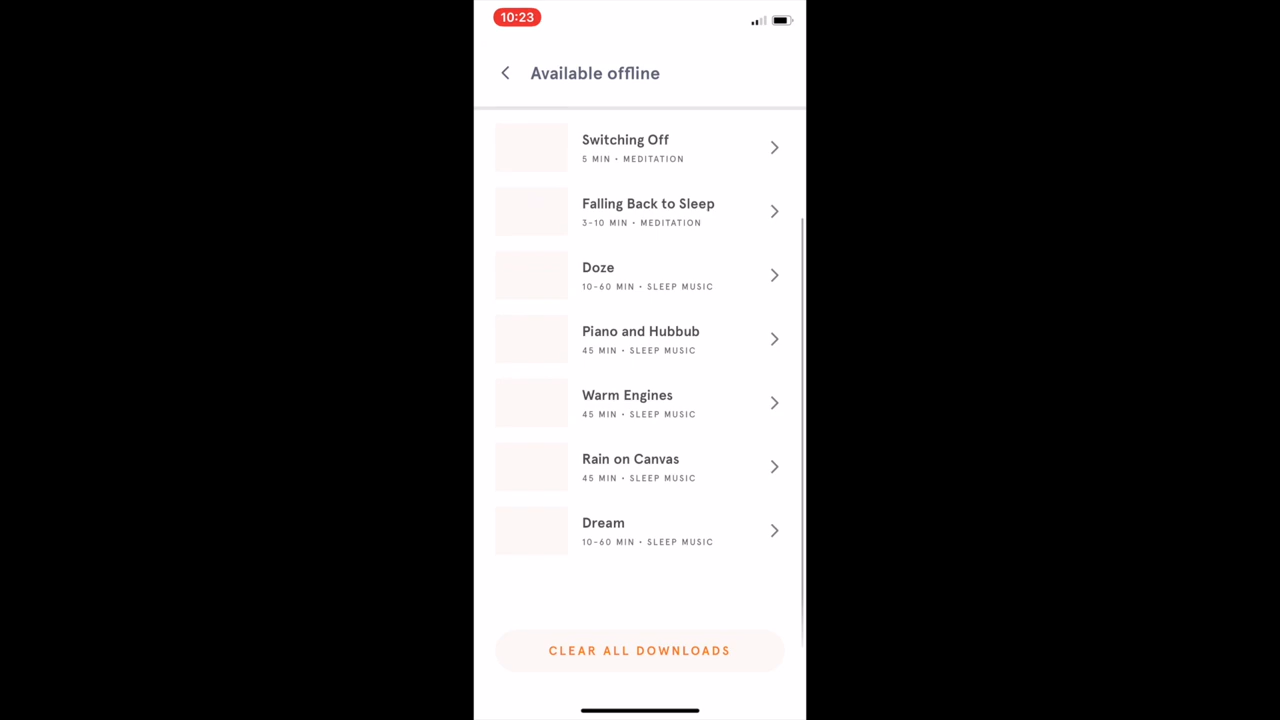 10:23
Available offline
Switching Off
5 MIN • MEDITATION
Falling Back to Sleep
3-10 MIN • MEDITATION
Doze
10-60 MIN • SLEEP MUSIC
Piano and Hubbub
45 MIN • SLEEP MUSIC
Warm Engines
45 MIN • SLEEP MUSIC
Rain on Canvas
45 MIN • SLEEP MUSIC
Dream
10-60 MIN • SLEEP MUSIC
CLEAR ALL DOWNLOADS